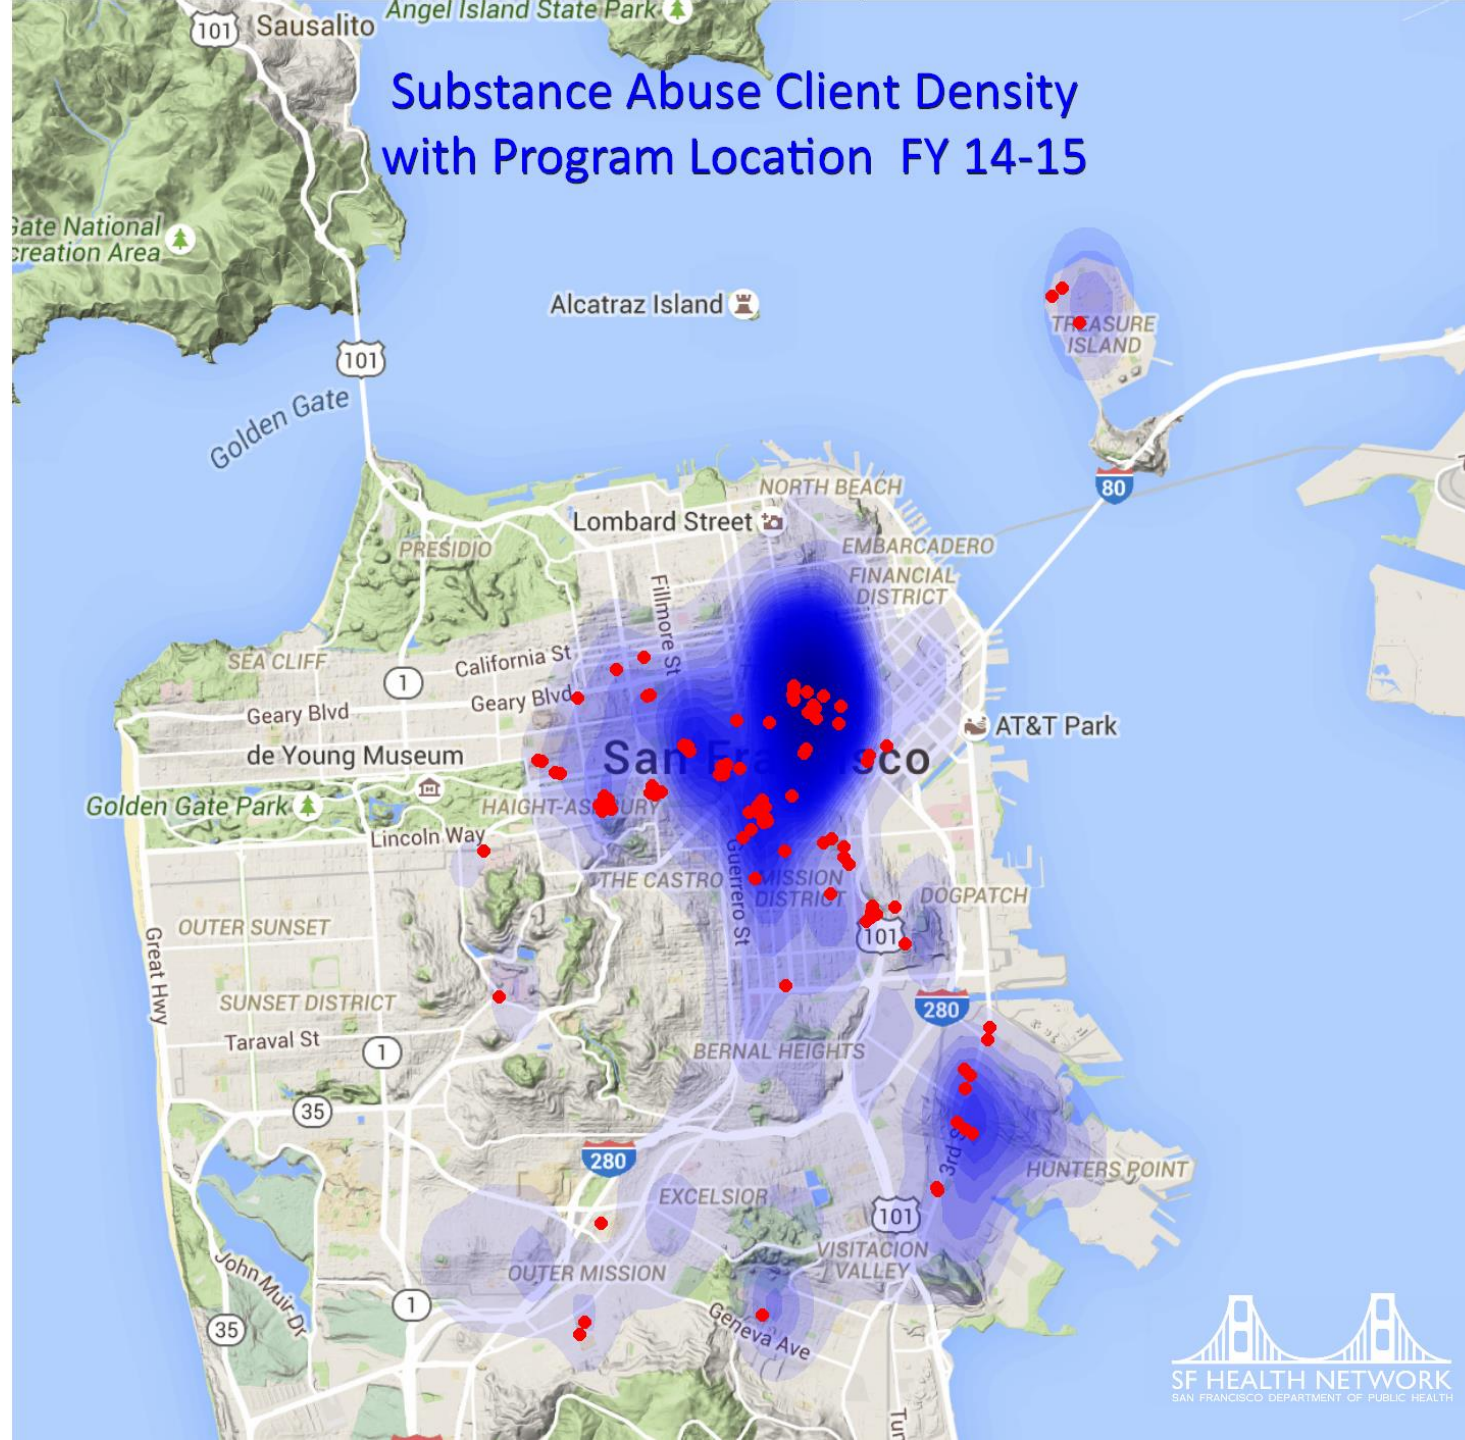 101
Sausalito
Angel Island State Park
Substance Abuse Client Density
with Program Location FY 14-15
Gate National
creation Area
Alcatraz Island
TREASURE
ISLAND
101
Golden Gate
80
NORTH BEACH
Lombard Street
PRESIDIO
EMBARCADERO
FINANCIAL
DISTRICT
Fillmore St
SEA CLIFF
California St
1
Geary Blvd
Geary Blvd
AT&T Park
de Young Museum
San Francisco
Golden Gate Park
HAIGHT-ASHBURY
Lincoln Way
Guerrero St
THE CASTRO
MISSION
DISTRICT
DOGPATCH
OUTER SUNSET
101
Great Hwy
SUNSET DISTRICT
280
Taraval St
1
BERNAL HEIGHTS
35
280
3rd S
HUNTERS POINT
EXCELSIOR
101
VISITACION
VALLEY
OUTER MISSION
John Muir Dr
1
35
Geneva Ave
SF HEALTH NETWORK
SAN FRANCISCO DEPARTMENT OF PUBLIC HEALTH